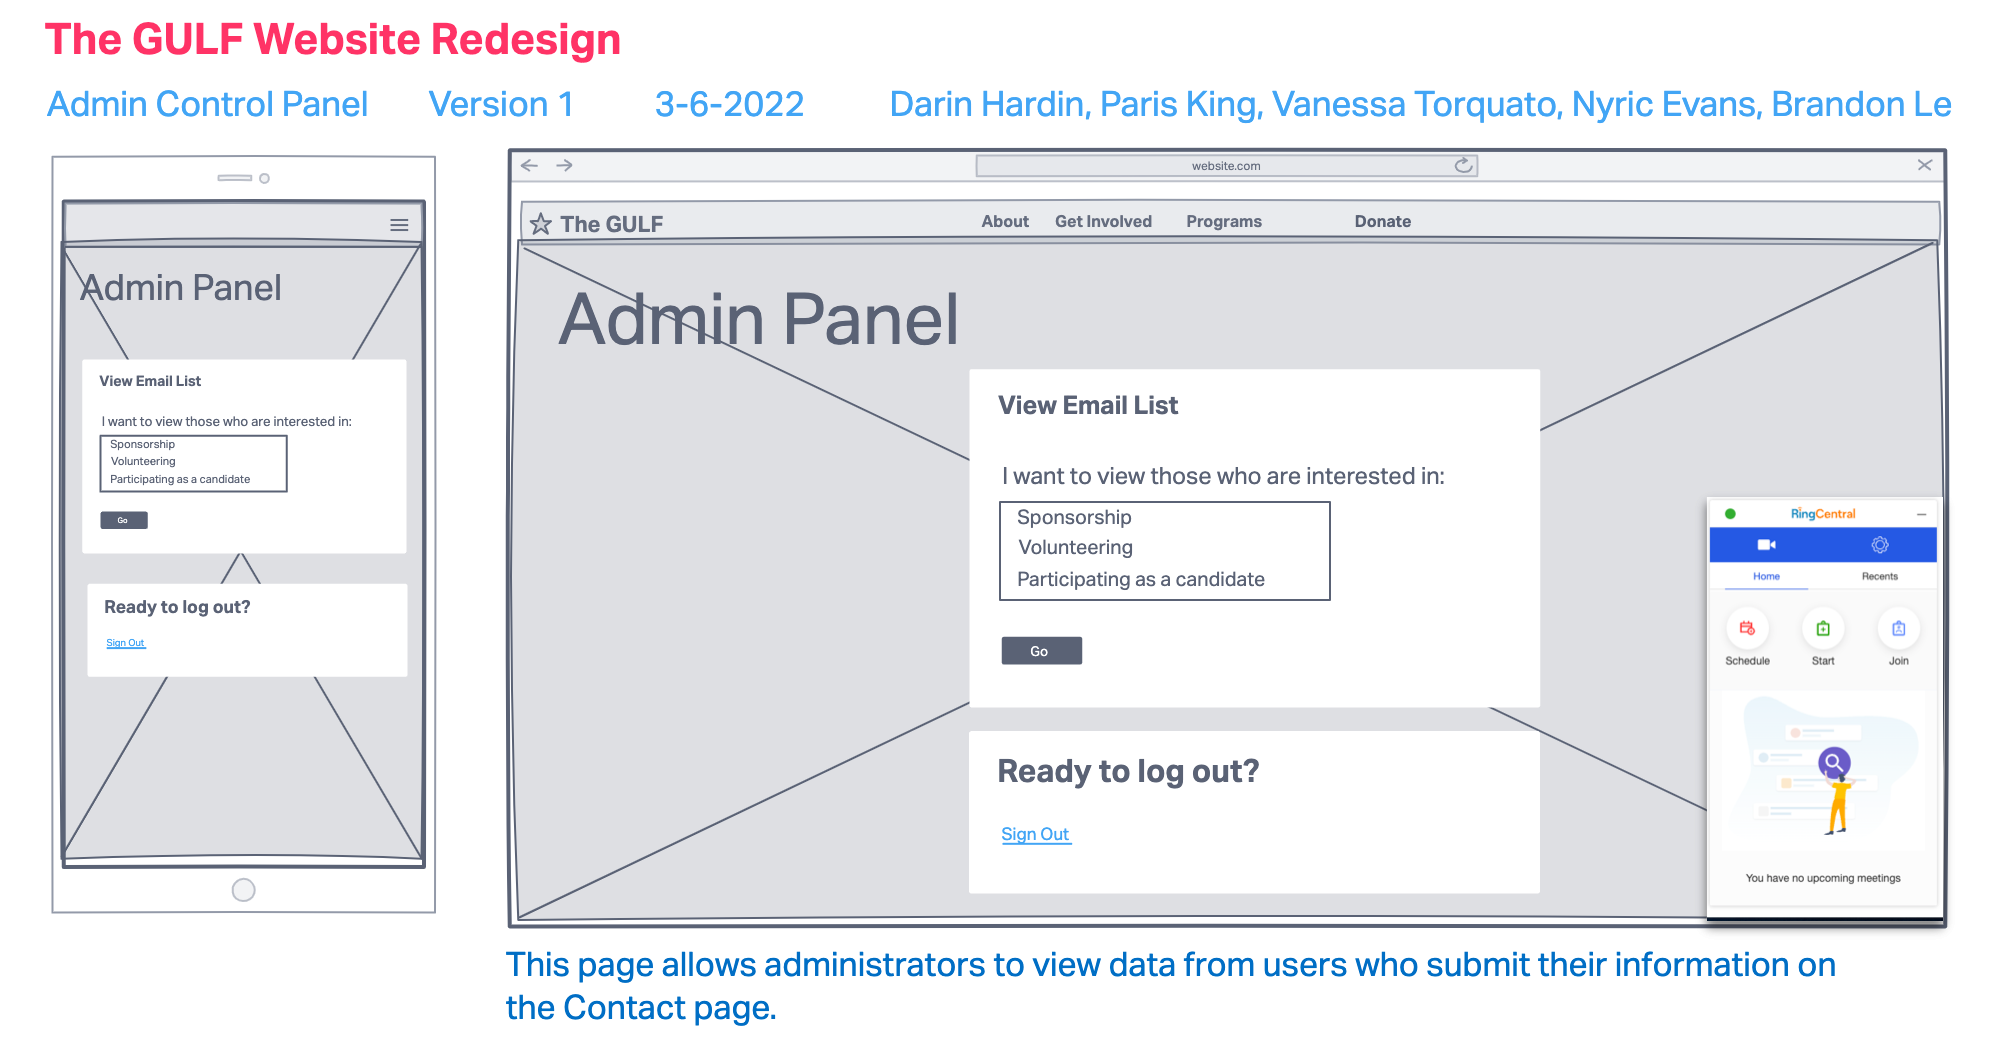 The GULF Website Redesign
Admin Control Panel Version 1 3-6-2022 Darin Hardin, Paris King, Vanessa Torquato, Nyric Evans, Brandon Le
Admin Panel
View Email List
I want to view those who are interested in:
Sponsorship
Volunteering
Participating as a candidate
Go
Ready to log out?
Sign Out
website.com
The GULF About Get Involved Programs Donate
Admin Panel
View Email List
I want to view those who are interested in:
Sponsorship
Volunteering
Participating as a candidate
Go
Ready to log out?
Sign Out
RingCentral
Home Recents
Schedule Start Join
You have no upcoming meetings
This page allows administrators to view data from users who submit their information on
the Contact page.